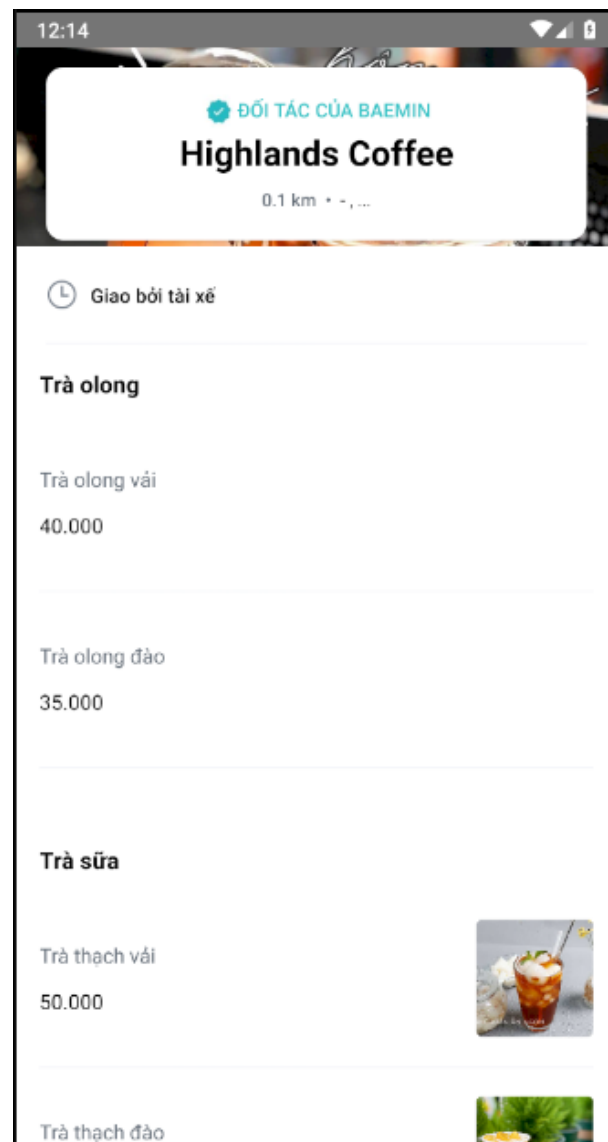 12:14
ĐỐI TÁC CỦA BAEMIN
Highlands Coffee
0.1 km • - , ...
Giao bởi tài xế
Trà olong
Trà olong vải
40.000
Trà olong đào
35.000
Trà sữa
Trà thạch vải
50.000
Trà thạch đào